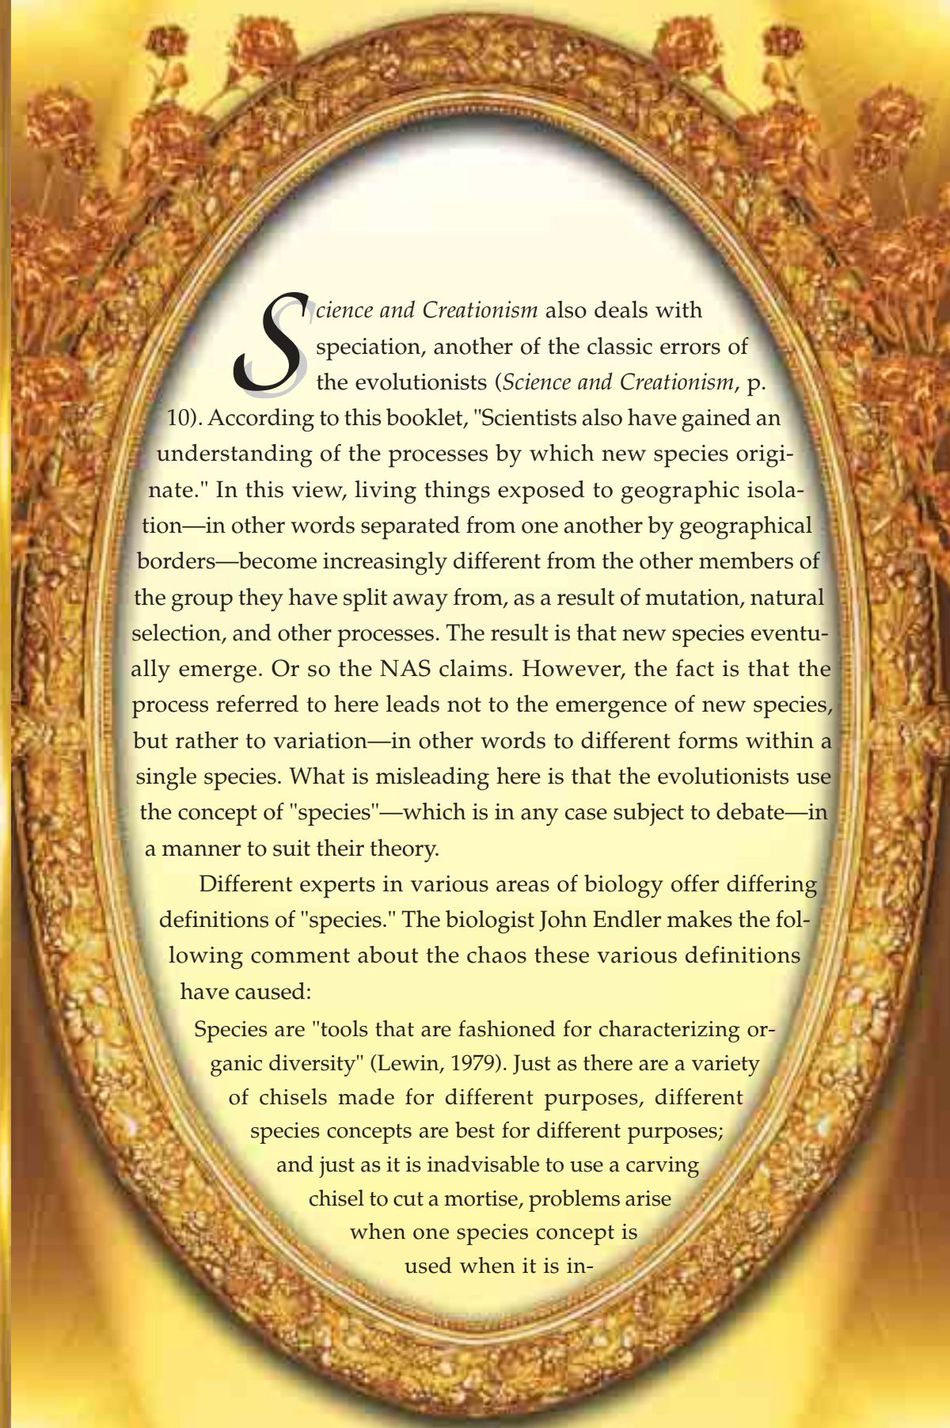 Science and Creationism also deals with
speciation, another of the classic errors of
the evolutionists (Science and Creationism, p.
10). According to this booklet, "Scientists also have gained an
understanding of the processes by which new species origi-
nate." In this view, living things exposed to geographic isola-
tion—in other words separated from one another by geographical
borders—become increasingly different from the other members of
the group they have split away from, as a result of mutation, natural
selection, and other processes. The result is that new species eventu-
ally emerge. Or so the NAS claims. However, the fact is that the
process referred to here leads not to the emergence of new species,
but rather to variation—in other words to different forms within a
single species. What is misleading here is that the evolutionists use
the concept of "species"—which is in any case subject to debate—in
a manner to suit their theory.
Different experts in various areas of biology offer differing
definitions of "species." The biologist John Endler makes the fol-
lowing comment about the chaos these various definitions
have caused:
Species are "tools that are fashioned for characterizing or-
ganic diversity" (Lewin, 1979). Just as there are a variety
of chisels made for different purposes, different
species concepts are best for different purposes;
and just as it is inadvisable to use a carving
chisel to cut a mortise, problems arise
when one species concept is
used when it is in-